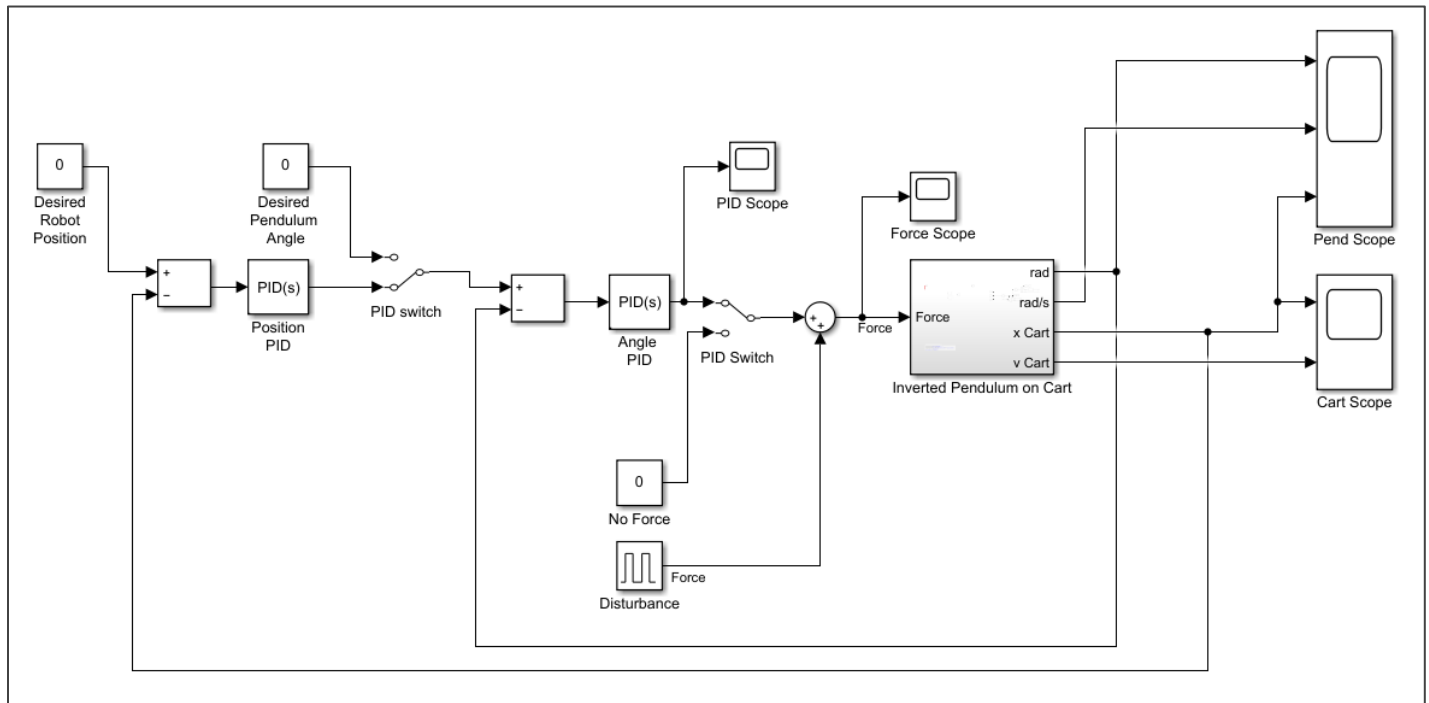 0
Desired
Robot
Position
0
Desired
Pendulum
Angle
+
−
PID(s)
Position
PID
PID switch
+
−
PID(s)
Angle
PID
PID Scope
PID Switch
0
No Force
Disturbance
Force
+
+
Force
Force Scope
Force
rad
rad/s
x Cart
v Cart
Inverted Pendulum on Cart
Pend Scope
Cart Scope